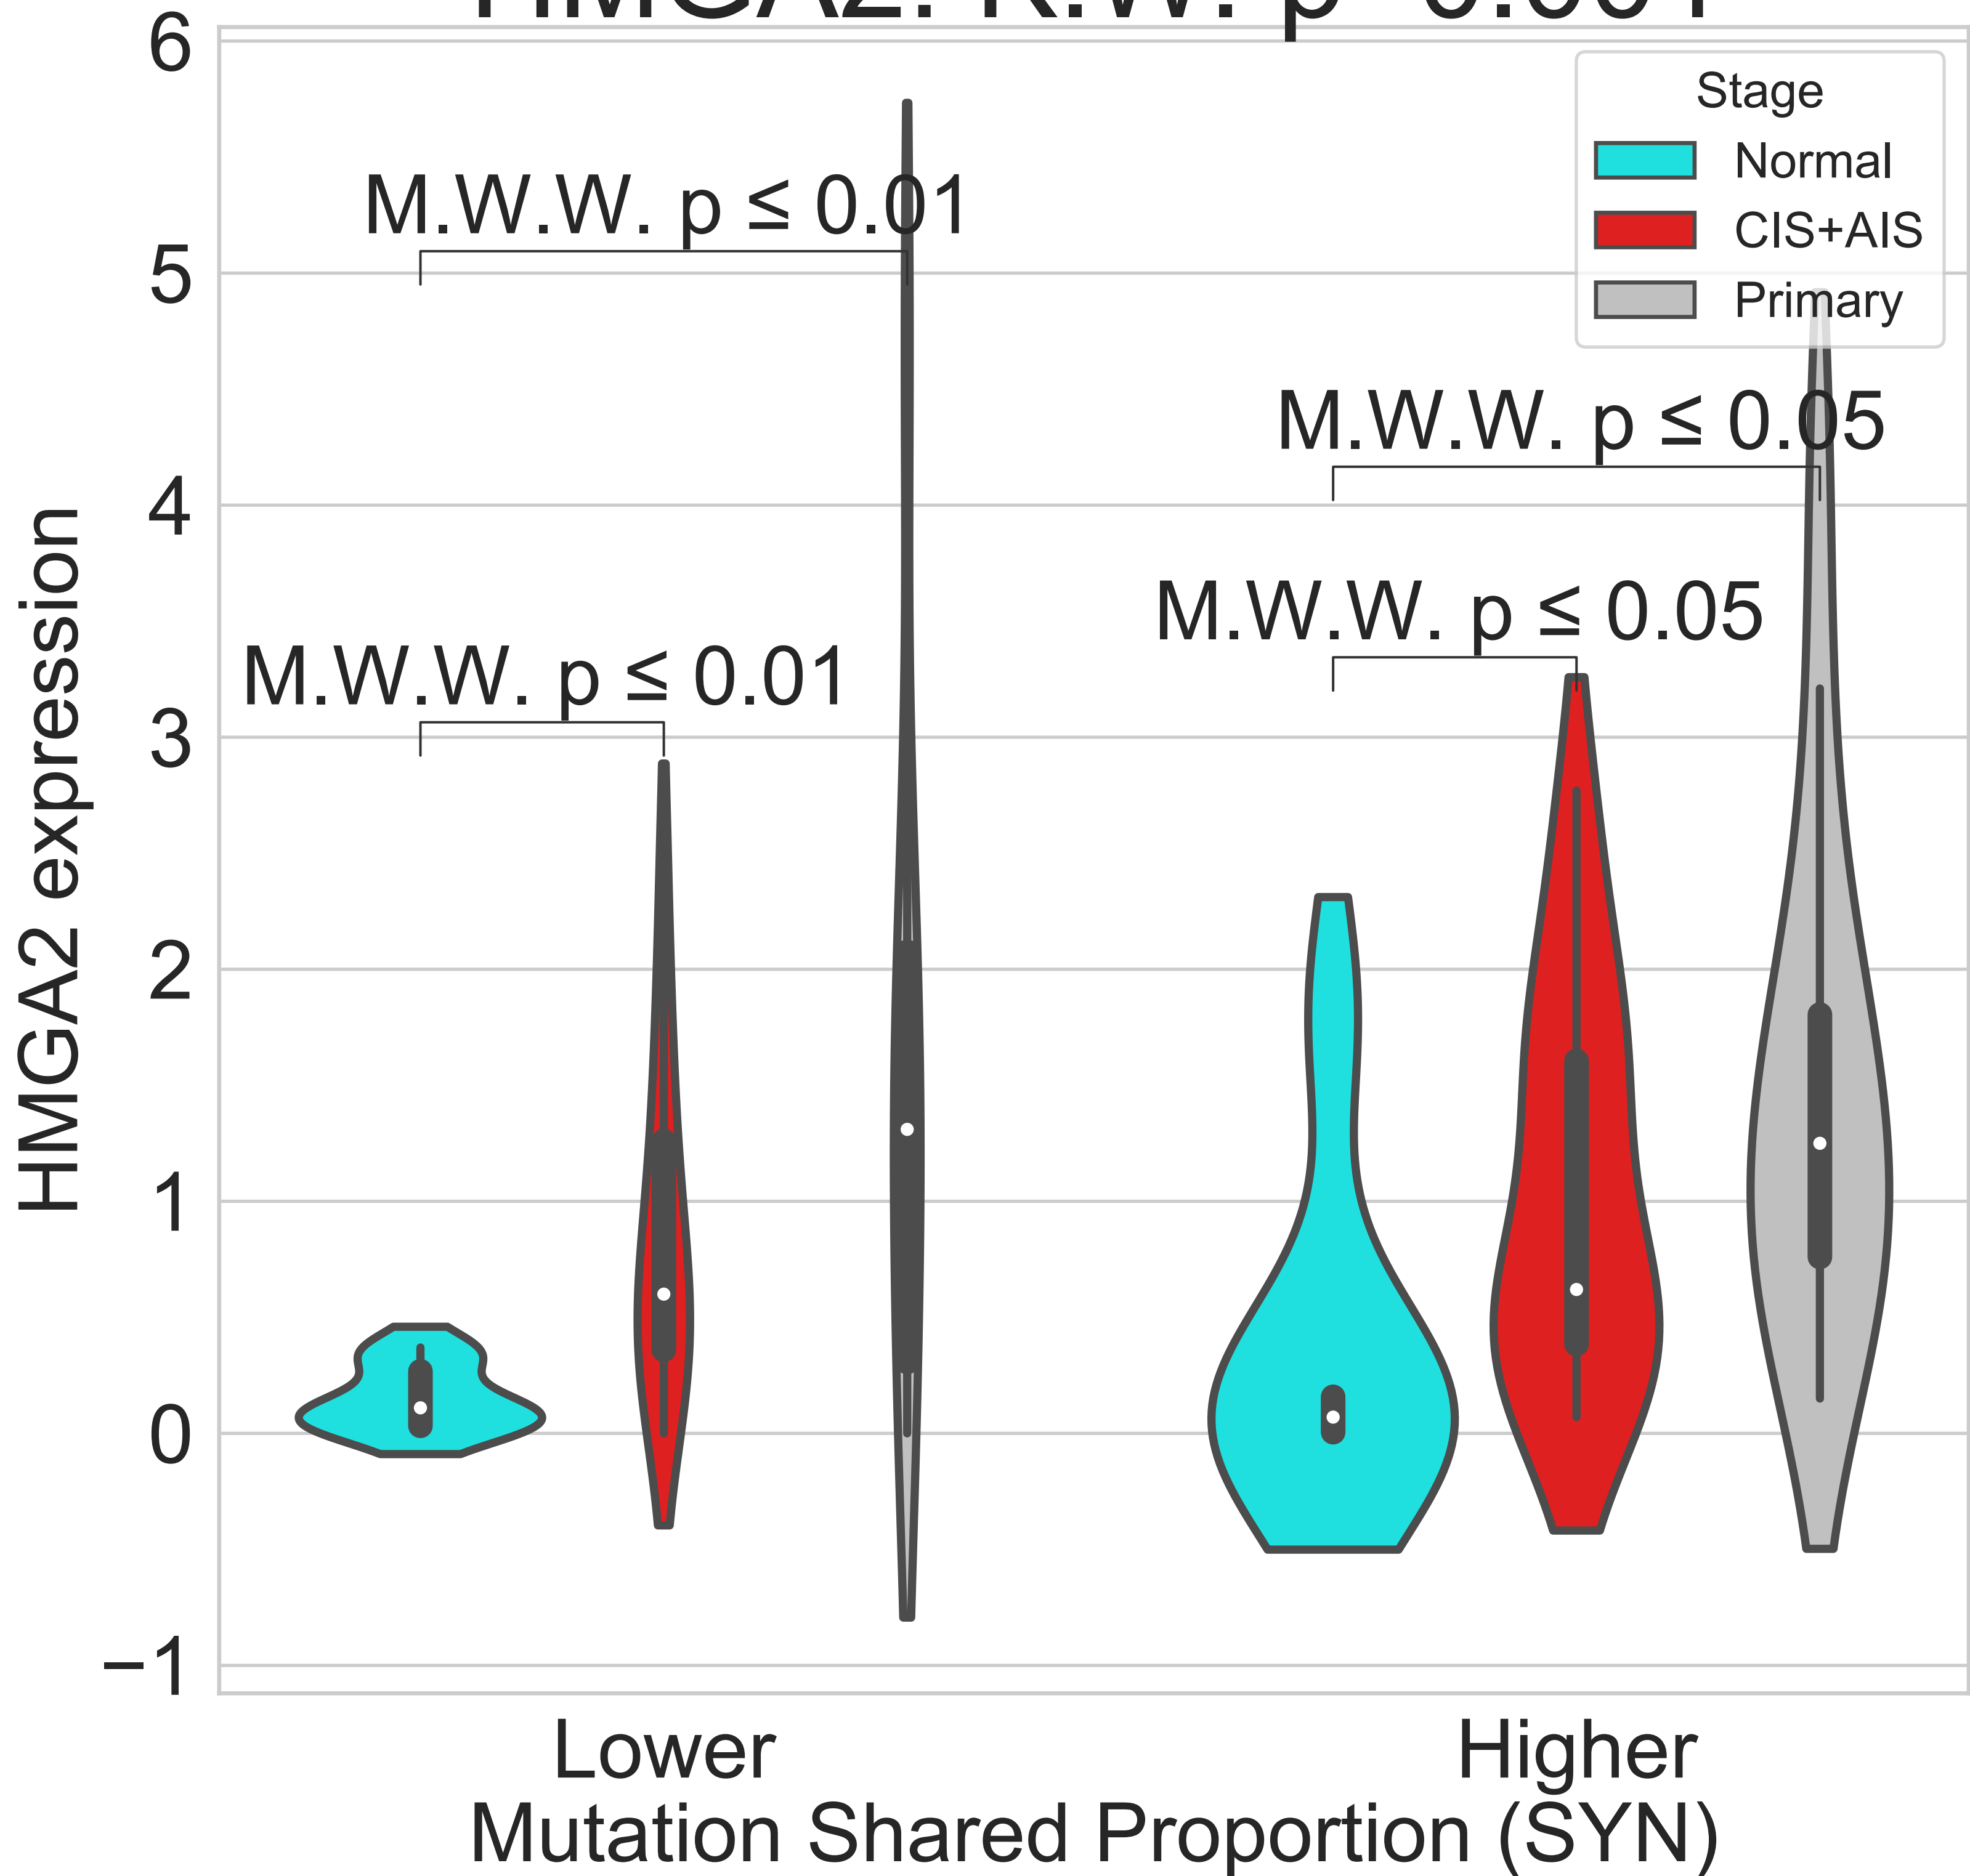 HMGA2: K.W. p
6
5
4
3
2
1
0
−1
HMGA2 expression
Stage
Normal
CIS+AIS
Primary
M.W.W. p ≤ 0.01
M.W.W. p ≤ 0.05
M.W.W. p ≤ 0.05
M.W.W. p ≤ 0.01
Lower
Higher
Mutation Shared Proportion (SYN)